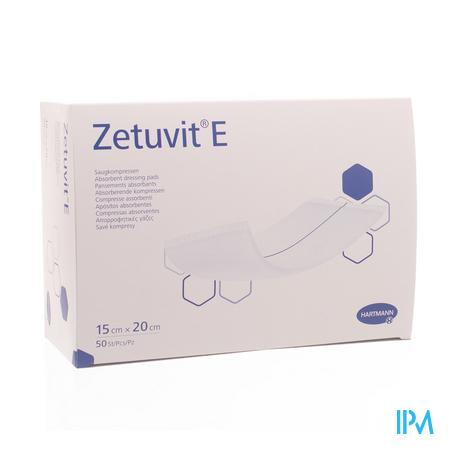 Zetuvit® E
Saugkompressen
Absorbent dressing pads
Pansements absorbants
Absorberende kompressen
Compresse assorbenti
Apósitos absorbentes
Compressas absorventes
Απορροφητικές γάζες
Savé kompresy
15 cm × 20 cm
50 St/Pcs/Pz
HARTMANN
Zetuvit® E
IPM